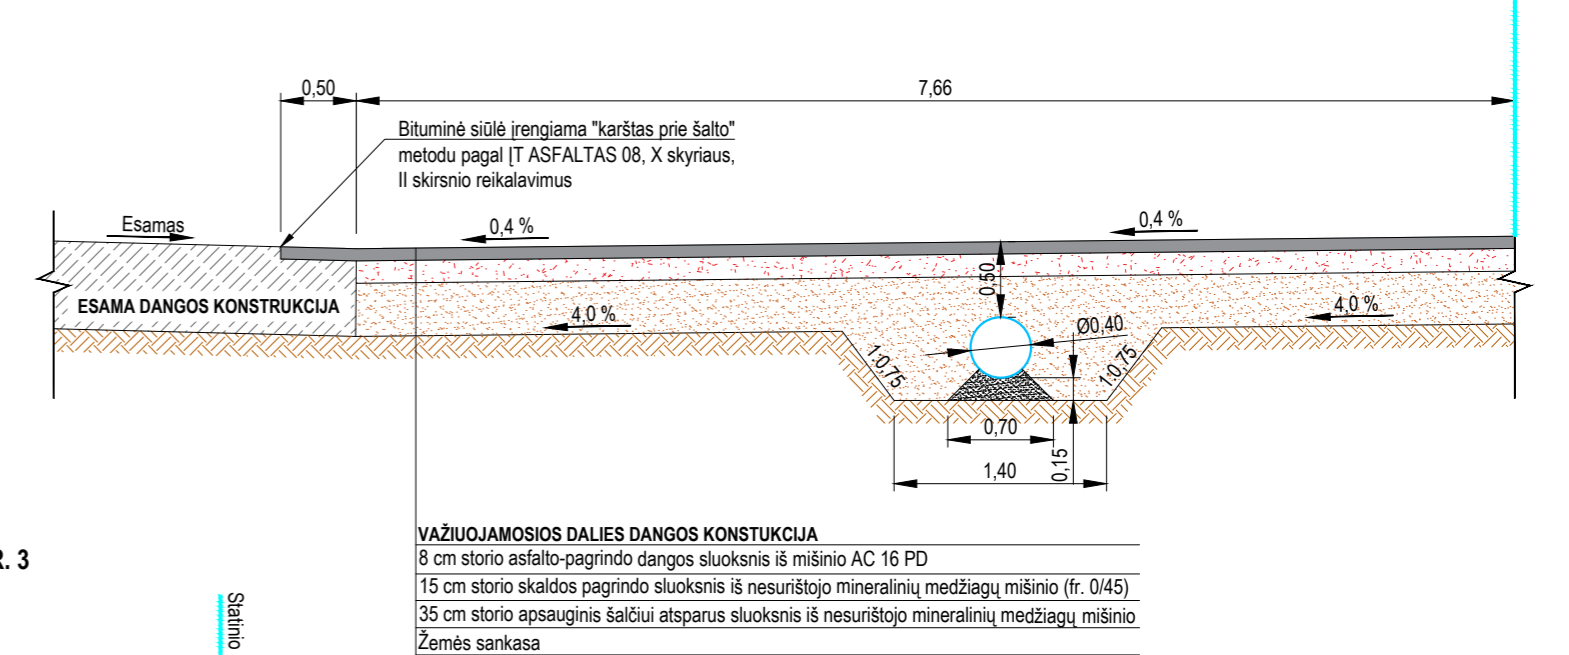 0,50
7,66
Bituminė siūlė įrengiama "karštas prie šalto"
metodu pagal ĮT ASFALTAS 08, X skyriaus,
II skirsnio reikalavimus
Esamas
0,4 %
0,4 %
0,50
ESAMA DANGOS KONSTRUKCIJA
4,0 %
4,0 %
Ø0,40
1:0,75
1:0,75
0,70
0,15
1,40
VAŽIUOJAMOSIOS DALIES DANGOS KONSTUKCIJA
8 cm storio asfalto-pagrindo dangos sluoksnis iš mišinio AC 16 PD
15 cm storio skaldos pagrindo sluoksnis iš nesurištojo mineralinių medžiagų mišinio (fr. 0/45)
35 cm storio apsauginis šalčiui atsparus sluoksnis iš nesurištojo mineralinių medžiagų mišinio
Žemės sankasa
R. 3
Statinio